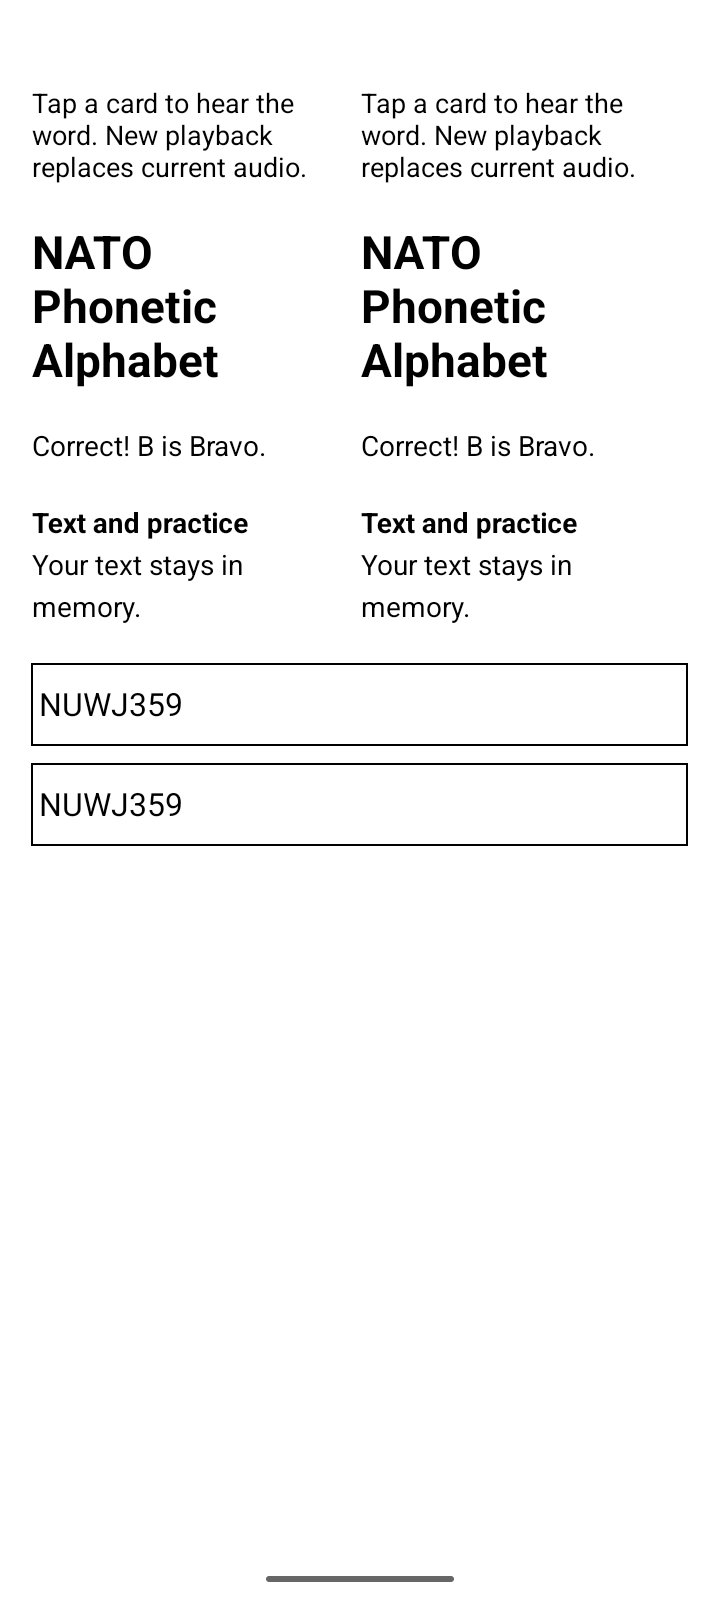 Tap a card to hear the
word. New playback
replaces current audio.
NATO
Phonetic
Alphabet
Correct! B is Bravo.
Text and practice
Your text stays in
memory.
Tap a card to hear the
word. New playback
replaces current audio.
NATO
Phonetic
Alphabet
Correct! B is Bravo.
Text and practice
Your text stays in
memory.
NUWJ359
NUWJ359